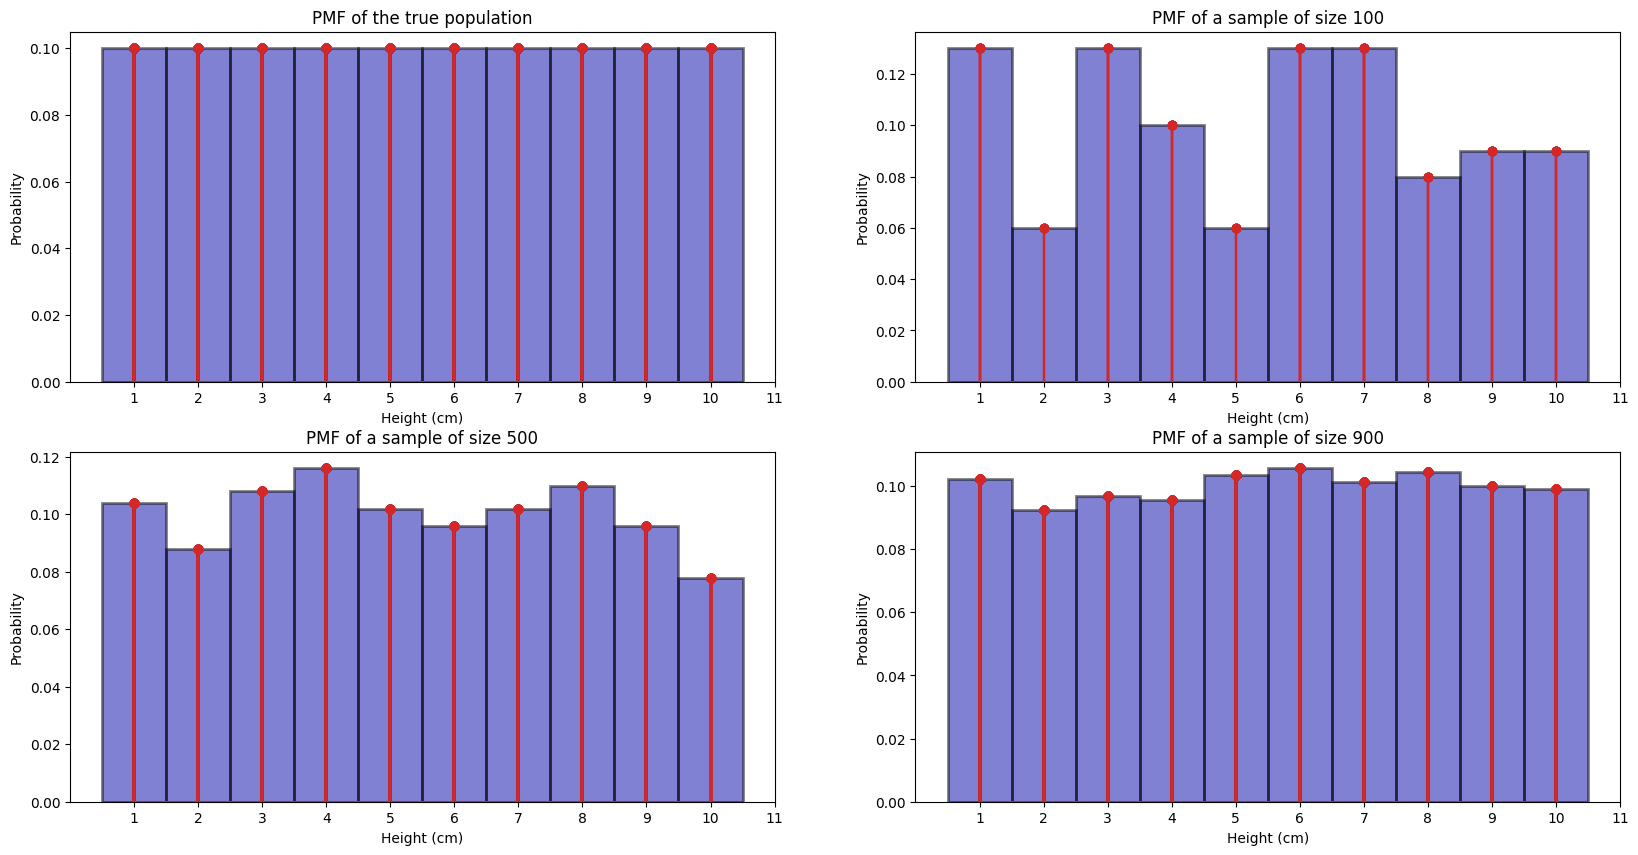 PMF of the true population
0.10
0.08
0.06
0.04
0.02
0.00
Probability
1 2 3 4 5 6 7 8 9 10 11
Height (cm)
PMF of a sample of size 100
0.12
0.10
0.08
0.06
0.04
0.02
0.00
Probability
1 2 3 4 5 6 7 8 9 10 11
Height (cm)
PMF of a sample of size 500
0.12
0.10
0.08
0.06
0.04
0.02
0.00
Probability
1 2 3 4 5 6 7 8 9 10 11
Height (cm)
PMF of a sample of size 900
0.10
0.08
0.06
0.04
0.02
0.00
Probability
1 2 3 4 5 6 7 8 9 10 11
Height (cm)